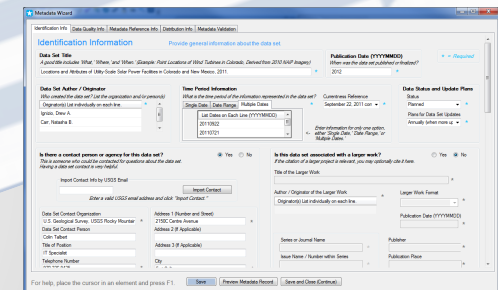 Metadata Wizard
Identification Info Data Quality Info Metadata Reference Info Distribution Info Metadata Validation
Identification Information Provide general information about the data set.
Data Set Title
A good title includes 'What,' 'Where,' and 'When.' (Example: Point Locations of Wind Turbines in Colorado, Derived from 2010 NAIP Imagery)
Locations and Attributes of Utility-Scale Solar Power Facilities in Colorado and New Mexico, 2011 *
Publication Date (YYYYMMDD)
When was the data set published or finalized?
2012 *
* = Required
Data Set Author / Originator
Who created the data set? List the organization and/or person(s)
Originator(s) List individually on each line. *
Ignizio, Drew A.
Carr, Natasha B.
Time Period Information
What is the time period of the information represented in the data set?
Single Date Date Range Multiple Dates *
List Dates on Each Line (YYYYMMDD)
20110922
20110721
Currentness Reference
September 22, 2011 con *
<- Enter information for only one option, either 'Single Date,' 'Date Range,' or 'Multiple Dates.'
Data Status and Update Plans
Status
Planned *
Plans for Data Set Updates
Annually (more up *
Is there a contact person or agency for this data set? Yes No
This is someone who could be contacted for questions about the data set.
Having a data set contact is very helpful.
Import Contact Info by USGS Email
Import Contact
Enter a valid USGS email address and click "Import Contact."
Data Set Contact Organization
U.S. Geological Survey, USGS Rocky Mountain *
Data Set Contact Person
Colin Talbert
Title of Position
IT Specialist
Telephone Number
Address 1 (Number and Street)
2150C Centre Avenue *
Address 2 (If Applicable)
Address 3 (If Applicable)
City
Is this data set associated with a larger work? Yes No
If the citation of a larger project is relevant, you may optionally cite it here.
Title of the Larger Work
*
Author / Originator of the Larger Work
Originator(s) List individually on each line. *
Larger Work Format
*
Publication Date (YYYYMMDD)
*
Series or Journal Name
Issue Name / Number within Series
Publisher
*
Publication Place
For help, place the cursor in an element and press F1.
Save Preview Metadata Record Save and Close (Continue)